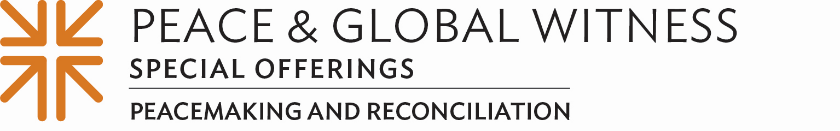 PEACE & GLOBAL WITNESS
SPECIAL OFFERINGS
PEACEMAKING AND RECONCILIATION